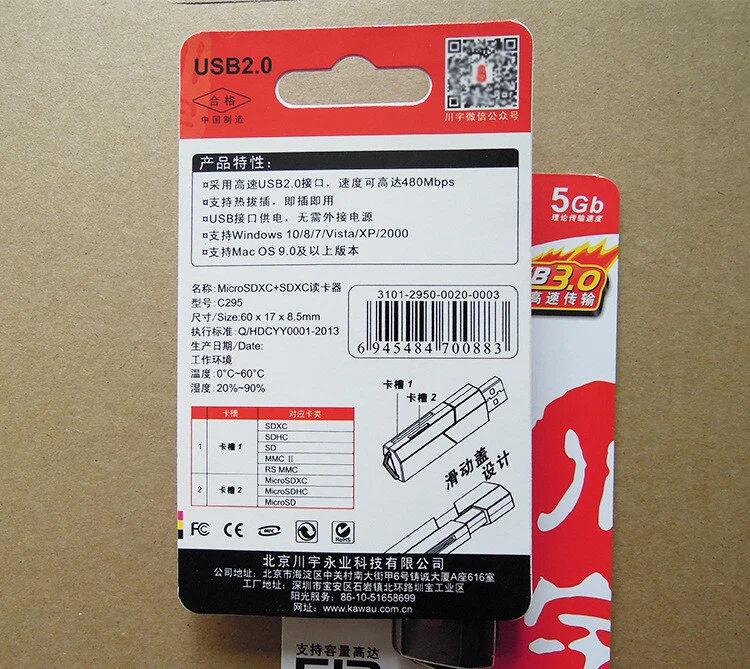 USB2.0
合格
中国制造
川宇微信公众号
产品特性：
采用高速USB2.0接口，速度可高达480Mbps
支持热拔插，即插即用
USB接口供电，无需外接电源
支持Windows 10/8/7/Vista/XP/2000
支持Mac OS 9.0及以上版本
名称：MicroSDXC+SDXC读卡器
型号：C295
尺寸/Size:60 x 17 x 8.5mm
执行标准：Q/HDCYY0001-2013
生产日期/Date:
工作环境
温度：0°C~60°C
湿度：20%~90%
3101-2950-0020-0003
6 945484 700883
卡槽 对应卡类
1 卡槽 1
SDXC
SDHC
SD
MMC II
RS MMC
2 卡槽 2
MicroSDXC
MicroSDHC
MicroSD
卡槽 1
卡槽 2
滑动盖
设计
FC CE RoHS
北京川宇永业科技有限公司
公司地址：北京市海淀区中关村南大街甲6号铸诚大厦A座616室
工厂地址：深圳市宝安区石岩镇北环路圳宝工业区
阳光服务：86-10-51658699
网址：www.kawau.com.cn
5Gb
理论传输速度
B3.0
高速传输
川宇
支持容量高达